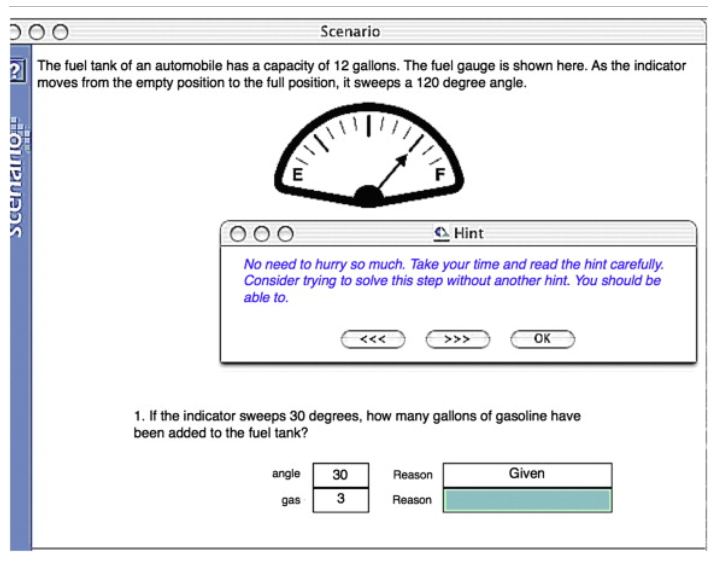 Scenario
?
scenario
The fuel tank of an automobile has a capacity of 12 gallons. The fuel gauge is shown here. As the indicator
moves from the empty position to the full position, it sweeps a 120 degree angle.
E F
Hint
No need to hurry so much. Take your time and read the hint carefully.
Consider trying to solve this step without another hint. You should be
able to.
<<< >>> OK
1. If the indicator sweeps 30 degrees, how many gallons of gasoline have
been added to the fuel tank?
angle 30 Reason Given
gas 3 Reason